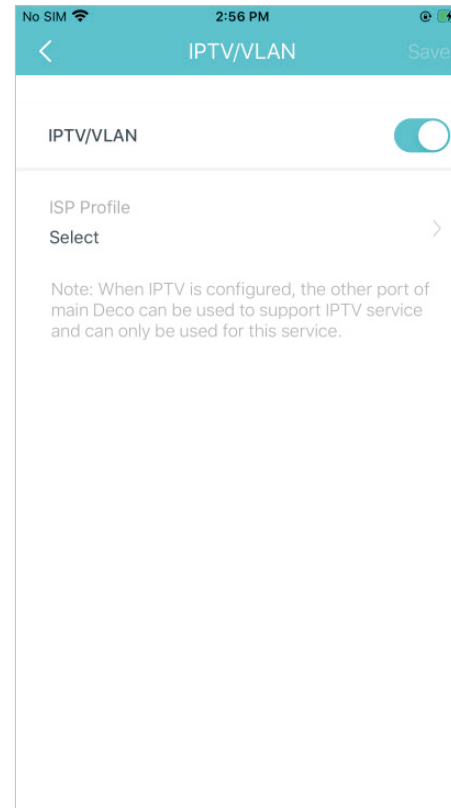 No SIM 2:56 PM
IPTV/VLAN Save
IPTV/VLAN
ISP Profile
Select
Note: When IPTV is configured, the other port of
main Deco can be used to support IPTV service
and can only be used for this service.